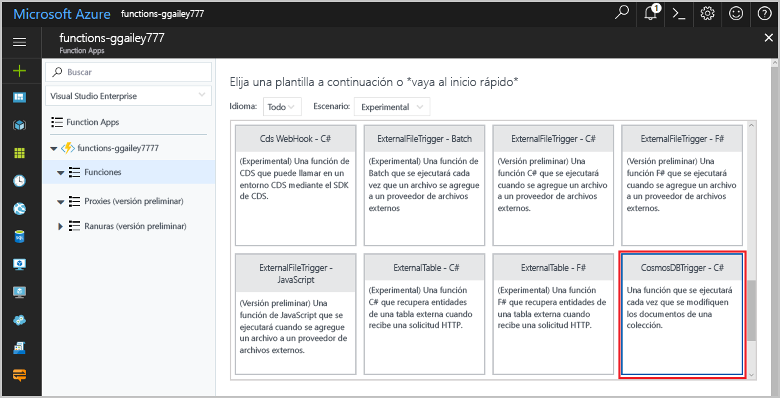 Microsoft Azure functions-ggailey777
1
functions-ggailey777
Function Apps
Buscar
Visual Studio Enterprise
Function Apps
functions-ggailey7777
Funciones
Proxies (versión preliminar)
Ranuras (versión preliminar)
Elija una plantilla a continuación o *vaya al inicio rápido*
Idioma: Todo Escenario: Experimental
Cds WebHook - C#
(Experimental) Una función de
CDS que puede llamar en un
entorno CDS mediante el SDK
de CDS.
ExternalFileTrigger - Batch
(Experimental) Una función de
Batch que se ejecutará cada
vez que un archivo se agregue
a un proveedor de archivos
externos
ExternalFileTrigger - C#
(Versión preliminar) Una
función C# que se ejecutará
cuando se agregue un archivo
a un proveedor de archivos
externos.
ExternalFileTrigger - F#
(Versión preliminar) Una
función F# que se ejecutará
cuando se agregue un archivo
a un proveedor de archivos
externos.
ExternalFileTrigger -
JavaScript
(Versión preliminar) Una
función de JavaScript que se
ejecutará cuando se agregue
un archivo a un proveedor de
archivos externos.
ExternalTable - C#
(Experimental) Una función
C# que recupera entidades
de una tabla externa cuando
recibe una solicitud HTTP.
ExternalTable - F#
(Experimental) Una función
F# que recupera entidades de
una tabla externa cuando
recibe una solicitud HTTP.
CosmosDBTrigger - C#
Una función que se ejecutará
cada vez que se modifiquen
los documentos de una
colección.